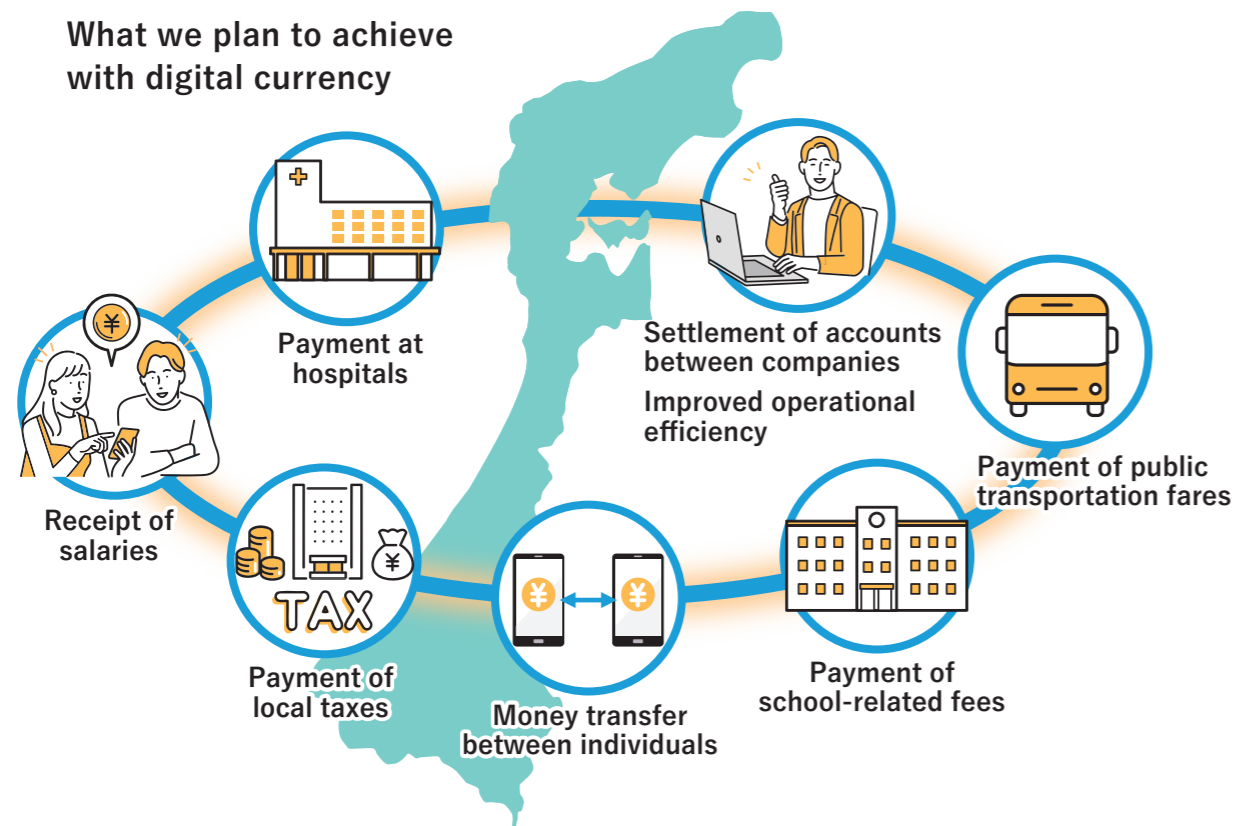 What we plan to achieve
with digital currency
Payment at
hospitals
Settlement of accounts
between companies
Improved operational
efficiency
¥
Receipt of
salaries
Payment of public
transportation fares
¥
TAX
Payment of
local taxes
¥
¥
Money transfer
between individuals
Payment of
school-related fees